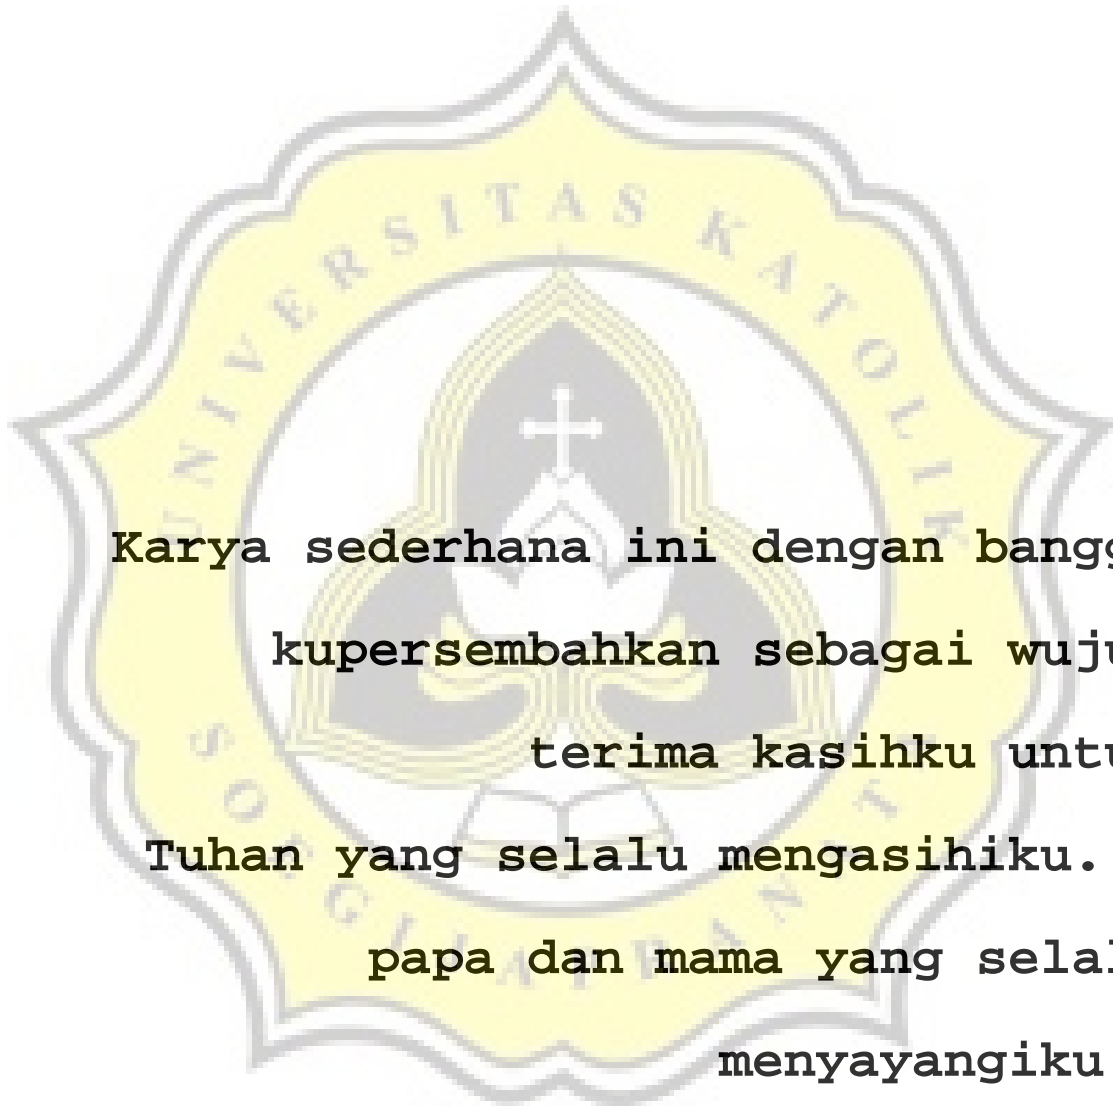 UNIVERSITAS KATOLIK
Karya sederhana ini dengan bangg
kupersembahkan sebagai wuju
terima kasihku untu
Tuhan yang selalu mengasihiku.
papa dan mama yang selal
menyayangiku